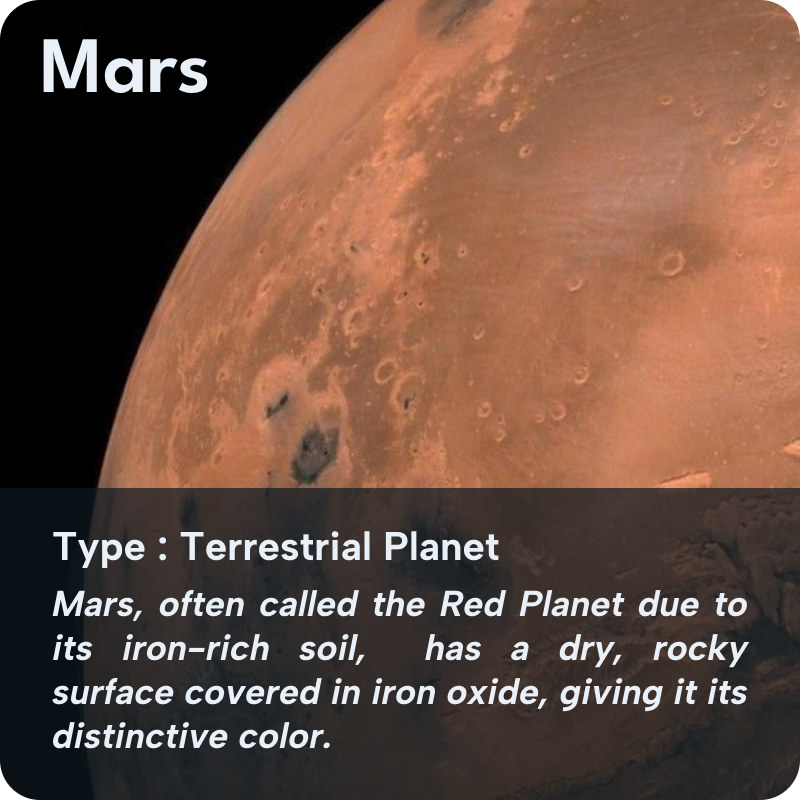 Mars
Type : Terrestrial Planet
Mars, often called the Red Planet due to
its iron-rich soil, has a dry, rocky
surface covered in iron oxide, giving it its
distinctive color.